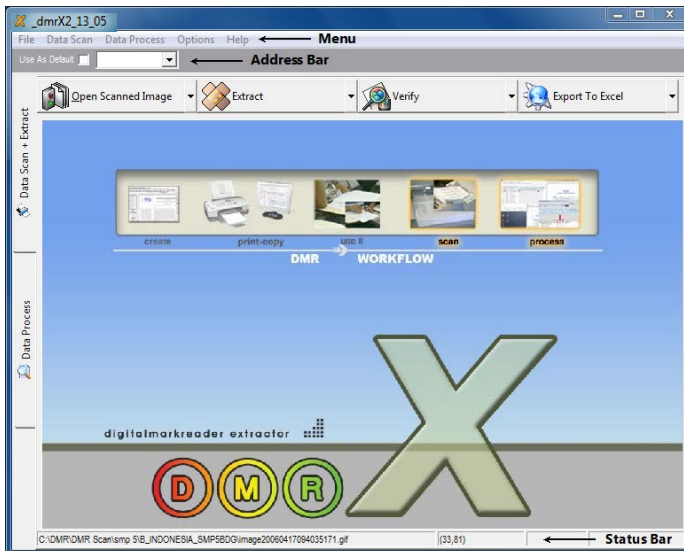 _dmrX2_13_05
File Data Scan Data Process Options Help Menu
Use As Default Address Bar
Open Scanned Image Extract Verify Export To Excel
Data Scan + Extract
Data Process
create print-copy use it scan process
DMR WORKFLOW
digitalmarkreader extractor
X
DMR
C:\DMR\DMR Scan\smp 5\B_INDONESIA_SMP5BDG\image20060417094035171.gif (33,81) Status Bar